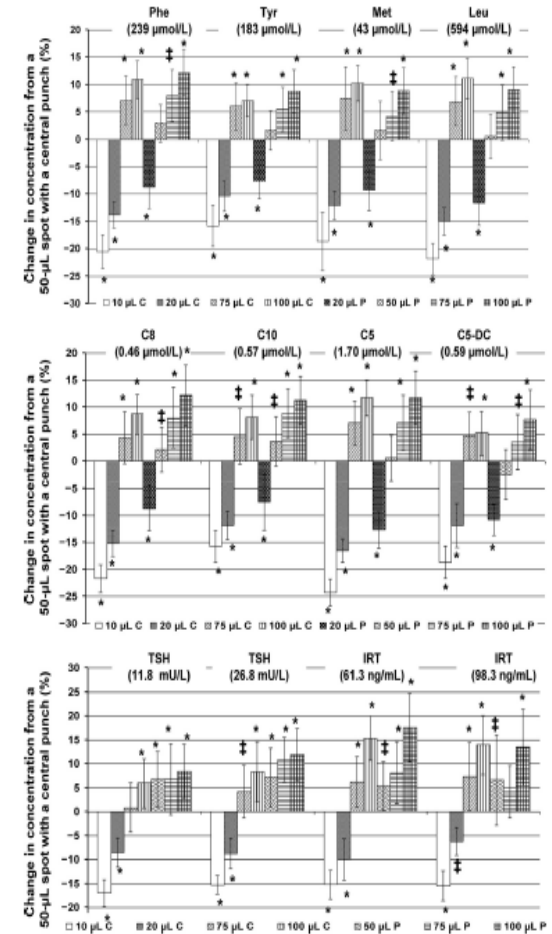 Phe Tyr Met Leu
(239 µmol/L) (183 µmol/L) (43 µmol/L) (594 µmol/L)
Change in concentration from a
50-µL spot with a central punch (%)
20
15
10
5
0
−5
−10
−15
−20
−25
−30
* * * * * * ‡ *
* * * * * * *
* * * * * ‡ *
* * * * * * *
10 µL C 20 µL C 75 µL C 100 µL C 20 µL P 50 µL P 75 µL P 100 µL P
C8 C10 C5 C5-DC
(0.46 µmol/L) (0.57 µmol/L) (1.70 µmol/L) (0.59 µmol/L)
Change in concentration from a
50-µL spot with a central punch (%)
20
15
10
5
0
−5
−10
−15
−20
−25
−30
* * * * * ‡ * *
* * ‡ * * ‡ * *
* * * * * * *
* * ‡ * * ‡ *
10 µL C 20 µL C 75 µL C 100 µL C 20 µL P 50 µL P 75 µL P 100 µL P
TSH TSH IRT IRT
(11.8 mU/L) (26.8 mU/L) (61.3 ng/mL) (98.3 ng/mL)
Change in concentration from a
50-µL spot with a central punch (%)
30
25
20
15
10
5
0
−5
−10
−15
−20
* * * * * *
* * ‡ * * * *
* * * * ‡ * *
* ‡ * * ‡ *
10 µL C 20 µL C 75 µL C 100 µL C 50 µL P 75 µL P 100 µL P